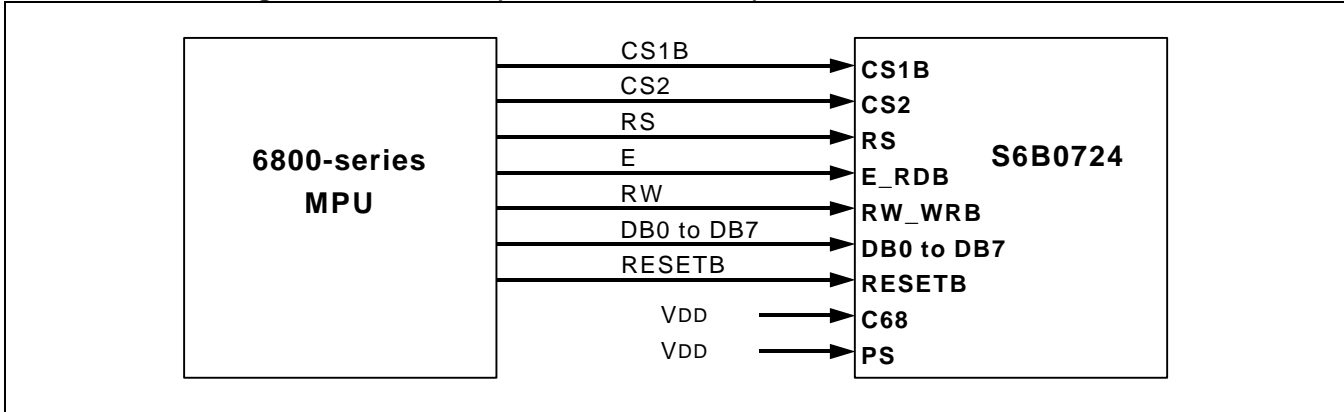 CS1B
CS1B
CS2
CS2
RS
RS
S6B0724
6800-series
MPU
E
E_RDB
RW
RW_WRB
DB0 to DB7
DB0 to DB7
RESETB
RESETB
VDD
C68
VDD
PS